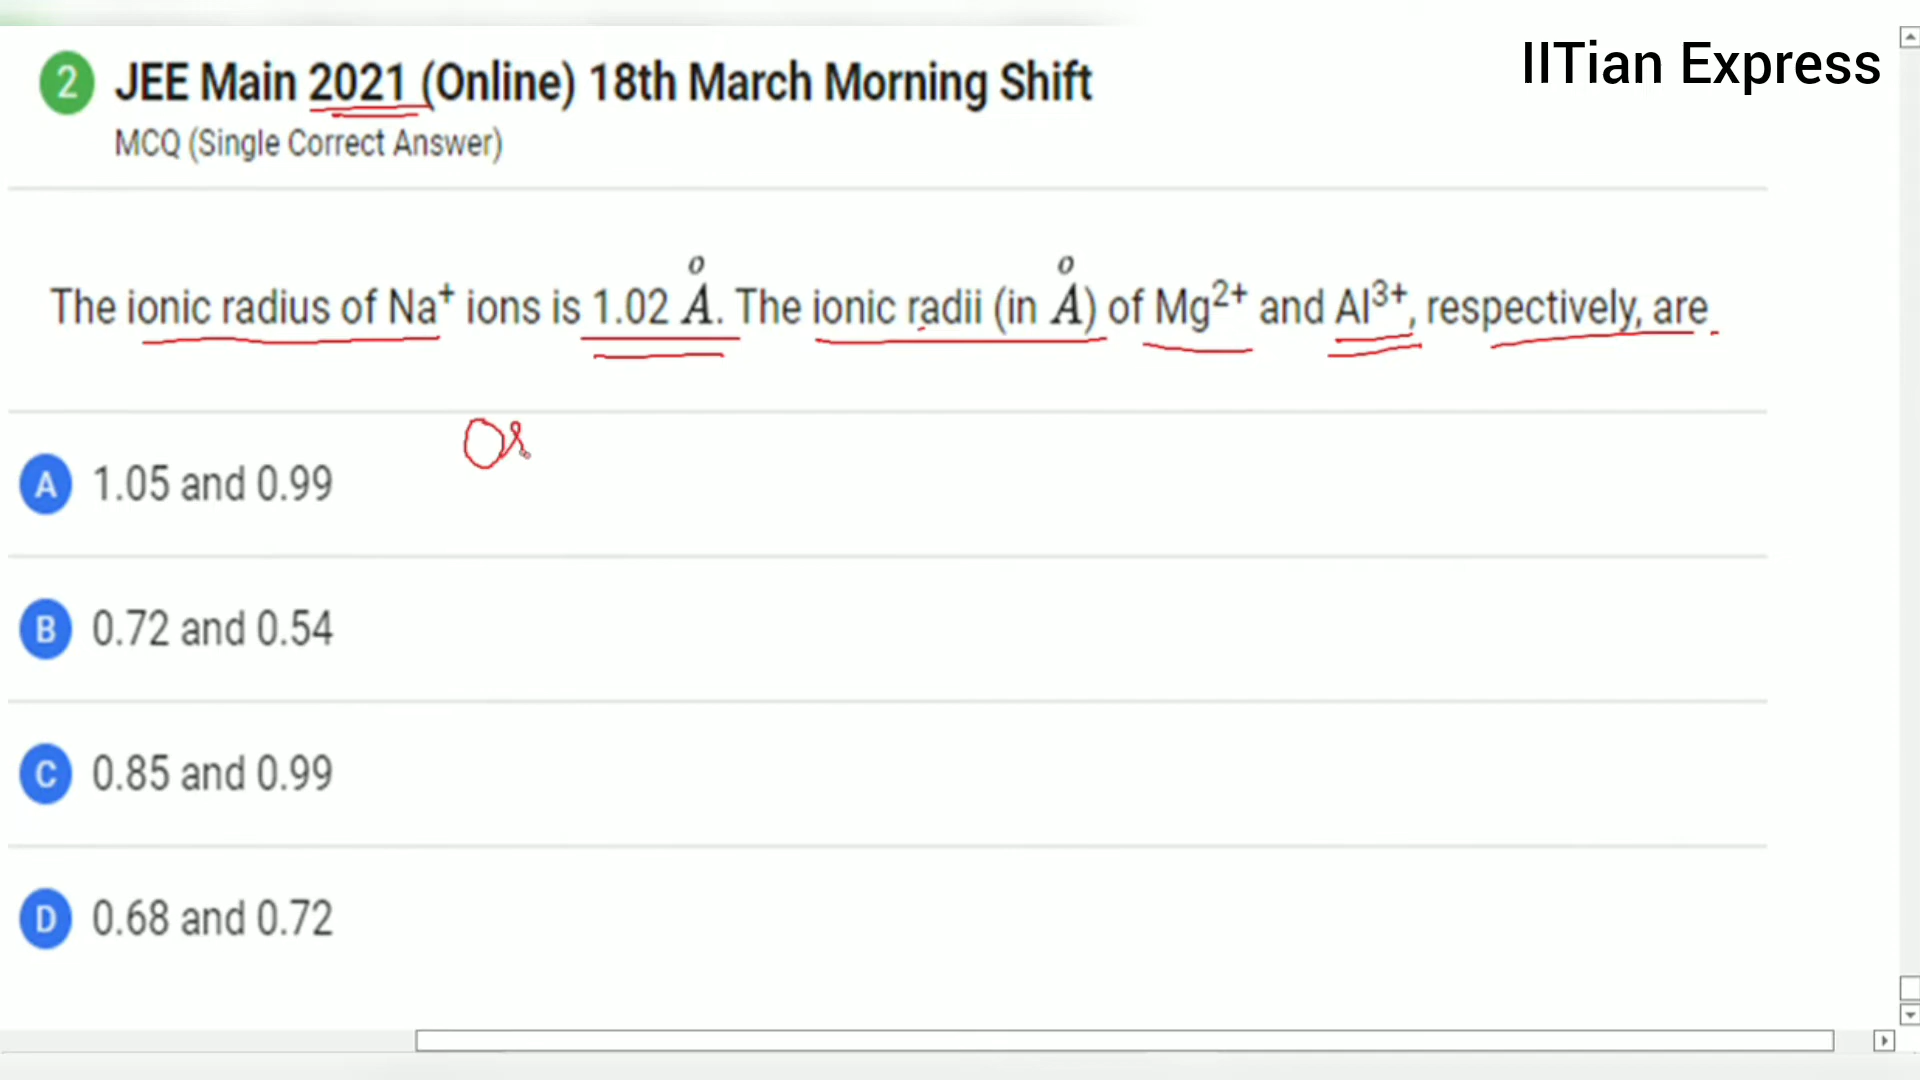 IITian Express
2 JEE Main 2021 (Online) 18th March Morning Shift
MCQ (Single Correct Answer)
The ionic radius of Na⁺ ions is 1.02 Å. The ionic radii (in Å) of Mg²⁺ and Al³⁺, respectively, are
A 1.05 and 0.99
B 0.72 and 0.54
C 0.85 and 0.99
D 0.68 and 0.72